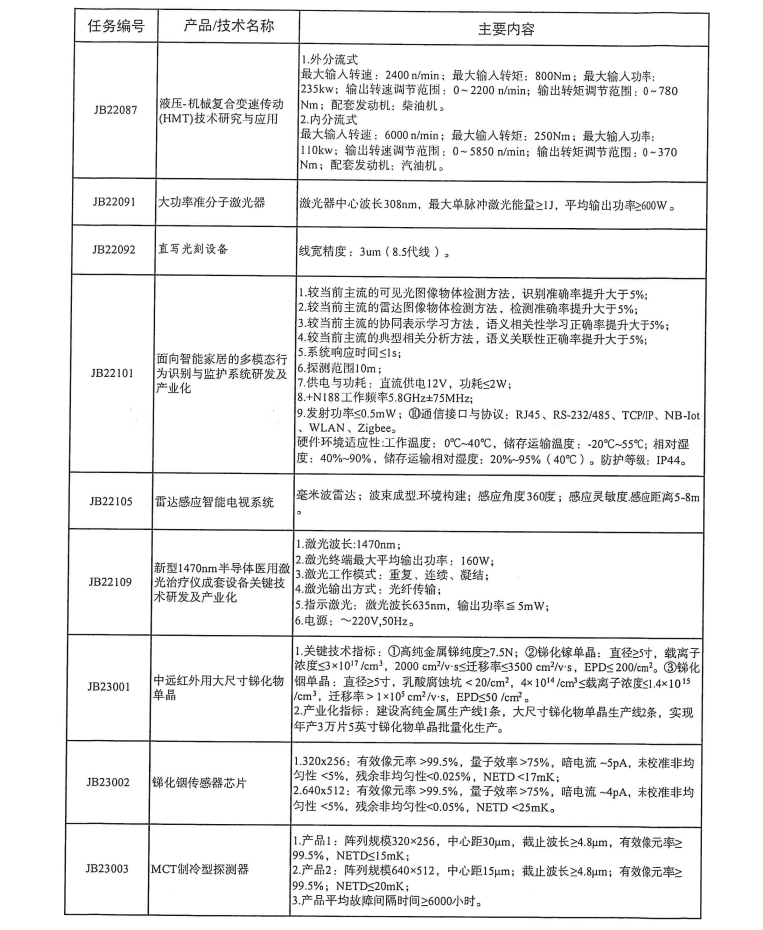 任务编号 产品/技术名称 主要内容
JB22087 液压-机械复合变速传动
(HMT)技术研究与应用
1.外分流式
最大输入转速：2400 n/min；最大输入转矩：800Nm；最大输入功率：
235kw；输出转速调节范围：0~2200 n/min；输出转矩调节范围：0~780
Nm；配套发动机：柴油机。
2.内分流式
最大输入转速：6000 n/min；最大输入转矩：250Nm；最大输入功率：
110kw；输出转速调节范围：0~5850 n/min；输出转矩调节范围：0~370
Nm；配套发动机：汽油机。
JB22091 大功率准分子激光器 激光器中心波长308nm，最大单脉冲激光能量≥1J，平均输出功率≥600W。
JB22092 直写光刻设备 线宽精度：3um（8.5代线）。
JB22101 面向智能家居的多模态行
为识别与监护系统研发及
产业化
1.较当前主流的可见光图像物体检测方法，识别准确率提升大于5%;
2.较当前主流的雷达图像物体检测方法，检测准确率提升大于5%;
3.较当前主流的协同表示学习方法，语义相关性学习正确率提升大于5%;
4.较当前主流的典型相关分析方法，语义关联性正确率提升大于5%;
5.系统响应时间≤1s;
6.探测范围10m；
7.供电与功耗：直流供电12V，功耗≤2W；
8.+N188工作频率5.8GHz±75MHz;
9.发射功率≤0.5mW；⑩通信接口与协议：RJ45、RS-232/485、TCP/IP、NB-Iot
、WLAN、Zigbee。
硬件环境适应性:工作温度：0℃~40℃，储存运输温度：-20℃~55℃；相对湿
度：40%~90%，储存运输相对湿度：20%~95%（40℃）。防护等级：IP44。
JB22105 雷达感应智能电视系统 毫米波雷达；波束成型,环境构建；感应角度360度；感应灵敏度,感应距离5-8m
。
JB22109 新型1470nm半导体医用激
光治疗仪成套设备关键技
术研发及产业化
1.激光波长:1470nm；
2.激光终端最大平均输出功率：160W；
3.激光工作模式：重复、连续、凝结；
4.激光输出方式：光纤传输；
5.指示激光：激光波长635nm，输出功率≦5mW；
6.电源：～220V,50Hz。
JB23001 中远红外用大尺寸锑化物
单晶
1.关键技术指标：①高纯金属锑纯度≥7.5N；②锑化镓单晶：直径≥5寸，载离子
浓度≤3×10¹⁷/cm³，2000 cm²/v·s≤迁移率≤3500 cm²/v·s，EPD≤200/cm²。③锑化
铟单晶：直径≥5寸，乳酸腐蚀坑＜20/cm²，4×10¹⁴/cm³≤载离子浓度≤1.4×10¹⁵
/cm³，迁移率＞1×10⁵ cm²/v·s，EPD≤50 /cm²。
2.产业化指标：建设高纯金属生产线1条，大尺寸锑化物单晶生产线2条，实现
年产3万片5英寸锑化物单晶批量化生产。
JB23002 锑化铟传感器芯片
1.320x256：有效像元率 >99.5%，量子效率 >75%，暗电流 ~5pA，未校准非均
匀性 <5%，残余非均匀性<0.025%，NETD <17mK；
2.640x512：有效像元率 >99.5%，量子效率 >75%，暗电流 ~4pA，未校准非均
匀性 <5%，残余非均匀性<0.05%，NETD <25mK。
JB23003 MCT制冷型探测器
1.产品1：阵列规模320×256，中心距30μm，截止波长≥4.8μm，有效像元率≥
99.5%，NETD≤15mK；
2.产品2：阵列规模640×512，中心距15μm；截止波长≥4.8μm；有效像元率≥
99.5%；NETD≤20mK；
3.产品平均故障间隔时间≥6000小时。